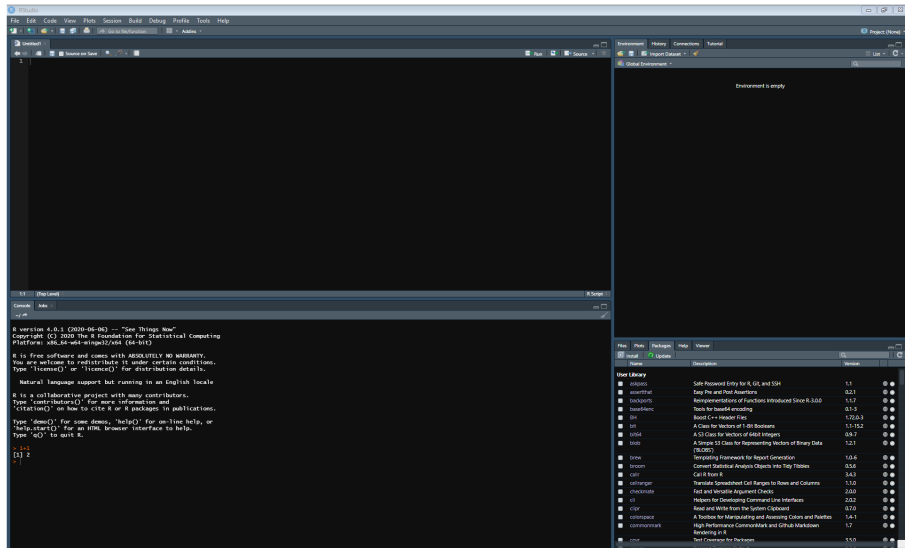 RStudio
File Edit Code View Plots Session Build Debug Profile Tools Help
Go to file/function Addins Project: (None)
Untitled1
Source on Save Run Source
1
1:1 (Top Level) R Script
Console Jobs
~/
R version 4.0.1 (2020-06-06) -- "See Things Now"
Copyright (C) 2020 The R Foundation for Statistical Computing
Platform: x86_64-w64-mingw32/x64 (64-bit)
R is free software and comes with ABSOLUTELY NO WARRANTY.
You are welcome to redistribute it under certain conditions.
Type 'license()' or 'licence()' for distribution details.
Natural language support but running in an English locale
R is a collaborative project with many contributors.
Type 'contributors()' for more information and
'citation()' on how to cite R or R packages in publications.
Type 'demo()' for some demos, 'help()' for on-line help, or
'help.start()' for an HTML browser interface to help.
Type 'q()' to quit R.
> 1+1
[1] 2
>
Environment History Connections Tutorial
Import Dataset List
Global Environment
Environment is empty
Files Plots Packages Help Viewer
Install Update
Name Description Version
User Library
askpass Safe Password Entry for R, Git, and SSH 1.1
assertthat Easy Pre and Post Assertions 0.2.1
backports Reimplementations of Functions Introduced Since R-3.0.0 1.1.7
base64enc Tools for base64 encoding 0.1-3
BH Boost C++ Header Files 1.72.0-3
bit A Class for Vectors of 1-Bit Booleans 1.1-15.2
bit64 A S3 Class for Vectors of 64bit Integers 0.9-7
blob A Simple S3 Class for Representing Vectors of Binary Data 1.2.1
('BLOBS')
brew Templating Framework for Report Generation 1.0-6
broom Convert Statistical Analysis Objects into Tidy Tibbles 0.5.6
callr Call R from R 3.4.3
cellranger Translate Spreadsheet Cell Ranges to Rows and Columns 1.1.0
checkmate Fast and Versatile Argument Checks 2.0.0
cli Helpers for Developing Command Line Interfaces 2.0.2
clipr Read and Write from the System Clipboard 0.7.0
colorspace A Toolbox for Manipulating and Assessing Colors and Palettes 1.4-1
commonmark High Performance CommonMark and Github Markdown 1.7
Rendering in R
covr Test Coverage for Packages 3.5.0